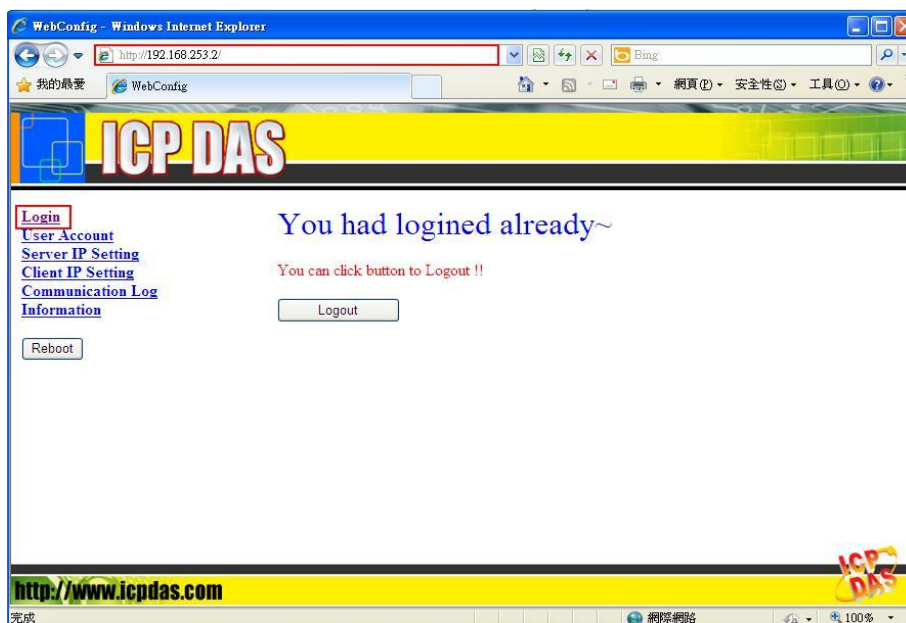 WebConfig - Windows Internet Explorer
http://192.168.253.2/
Bing
我的最愛
WebConfig
網頁(P)
安全性(S)
工具(O)
ICP DAS
Login
User Account
Server IP Setting
Client IP Setting
Communication Log
Information
Reboot
You had logined already~
You can click button to Logout !!
Logout
ICP DAS
http://www.icpdas.com
完成
網際網路
100%